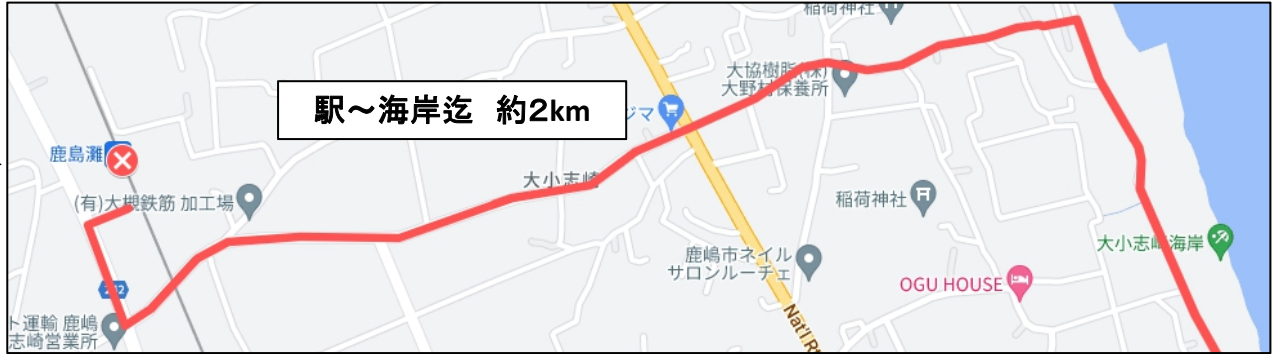 稲荷神社
大協樹脂(株)
大野村保養所
駅～海岸迄　約2km
ジマ
鹿島灘
大小志崎
(有)大槻鉄筋 加工場
稲荷神社
大小志崎海岸
鹿嶋市ネイル
サロンルーチェ
OGU HOUSE
Nat'l R
ト運輸 鹿嶋
志崎営業所